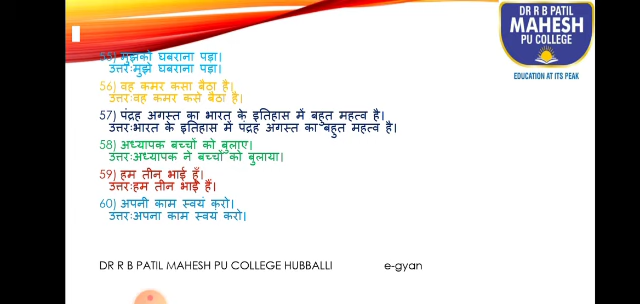 DR R B PATIL
MAHESH
PU COLLEGE
EDUCATION AT ITS PEAK
55) मुझको घबराना पड़ा।
उत्तर:मुझे घबराना पड़ा।
56) वह कमर कसा बैठा है।
उत्तर:वह कमर कसे बैठा है।
57) पंद्रह अगस्त का भारत के इतिहास में बहुत महत्व है।
उत्तर:भारत के इतिहास में पंद्रह अगस्त का बहुत महत्व है।
58) अध्यापक बच्चों को बुलाए।
उत्तर:अध्यापक ने बच्चों को बुलाया।
59) हम तीन भाई हूँ।
उत्तर:हम तीन भाई हैं।
60) अपनी काम स्वयं करो।
उत्तर:अपना काम स्वयं करो।
DR R B PATIL MAHESH PU COLLEGE HUBBALLI e-gyan